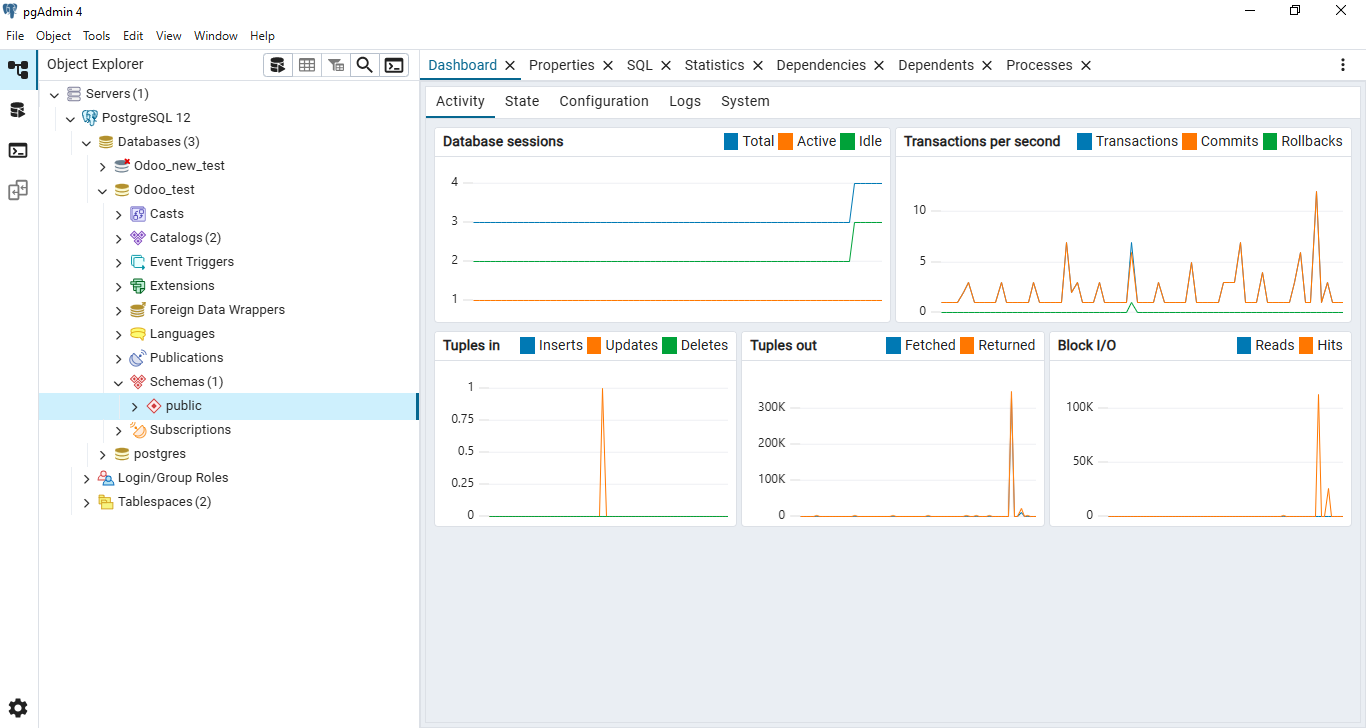 pgAdmin 4
File Object Tools Edit View Window Help
Object Explorer
Servers (1)
PostgreSQL 12
Databases (3)
Odoo_new_test
Odoo_test
Casts
Catalogs (2)
Event Triggers
Extensions
Foreign Data Wrappers
Languages
Publications
Schemas (1)
public
Subscriptions
postgres
Login/Group Roles
Tablespaces (2)
Dashboard Properties SQL Statistics Dependencies Dependents Processes
Activity State Configuration Logs System
Database sessions Total Active Idle
4
3
2
1
Transactions per second Transactions Commits Rollbacks
10
5
0
Tuples in Inserts Updates Deletes
1
0.75
0.5
0.25
0
Tuples out Fetched Returned
300K
200K
100K
0
Block I/O Reads Hits
100K
50K
0